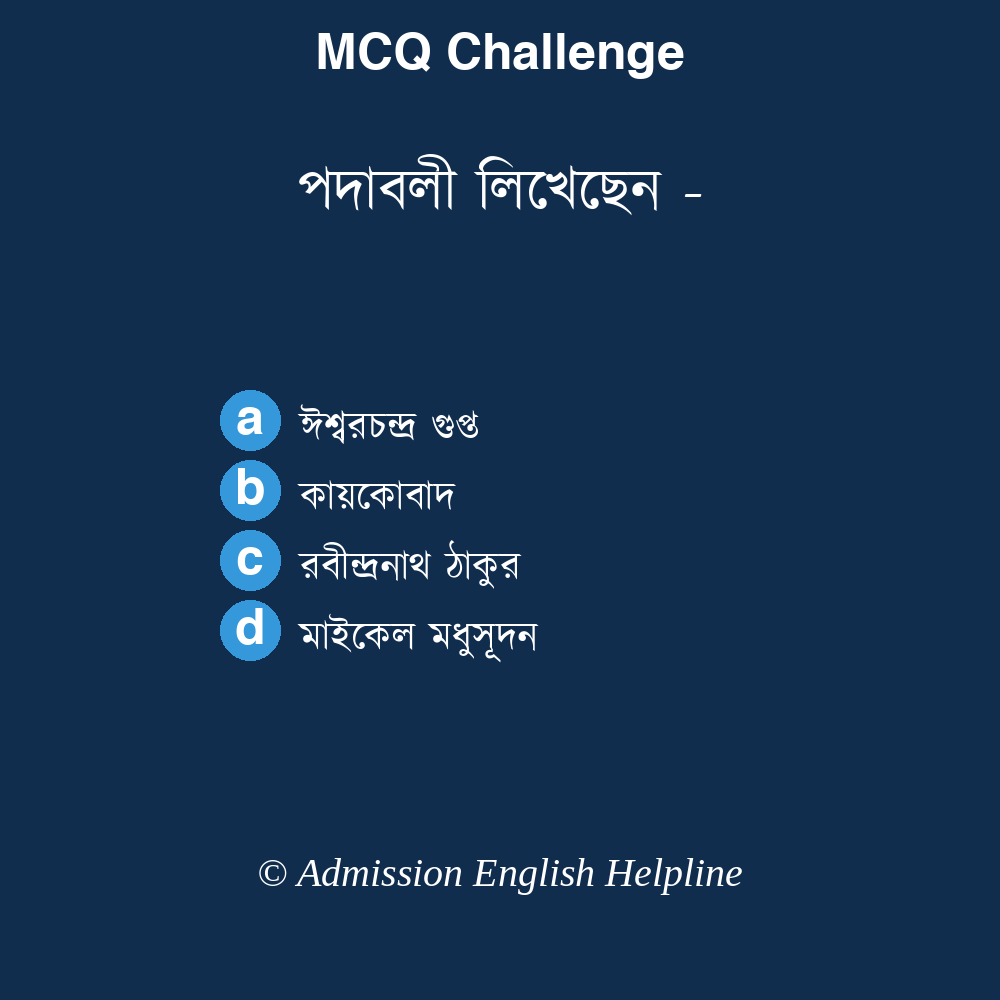 MCQ Challenge
পদাবলী লিখেছেন -
a ঈশ্বরচন্দ্র গুপ্ত
b কায়কোবাদ
c রবীন্দ্রনাথ ঠাকুর
d মাইকেল মধুসূদন
© Admission English Helpline